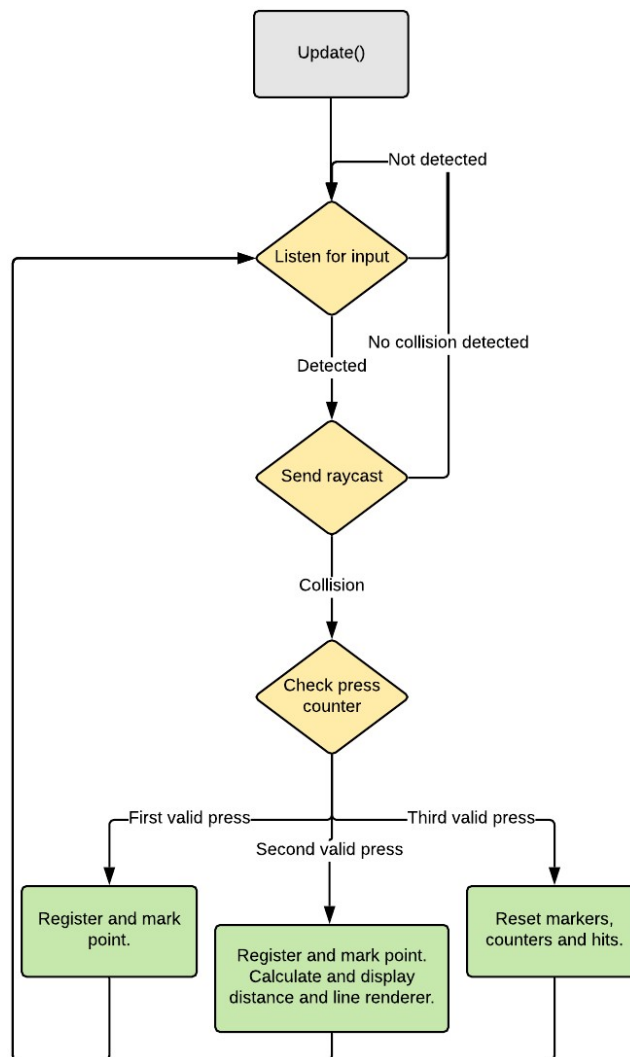 Update()
Not detected
Listen for input
No collision detected
Detected
Send raycast
Collision
Check press
counter
First valid press
Third valid press
Second valid press
Register and mark
point.
Register and mark point.
Calculate and display
distance and line renderer.
Reset markers,
counters and hits.